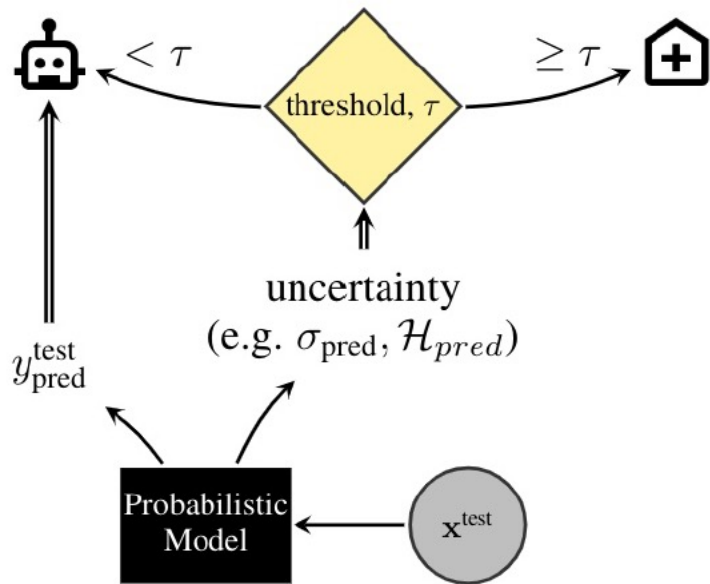 < τ
≥ τ
threshold, τ
uncertainty
(e.g. σ_pred, ℋ_pred)
y_pred^test
Probabilistic
Model
x^test